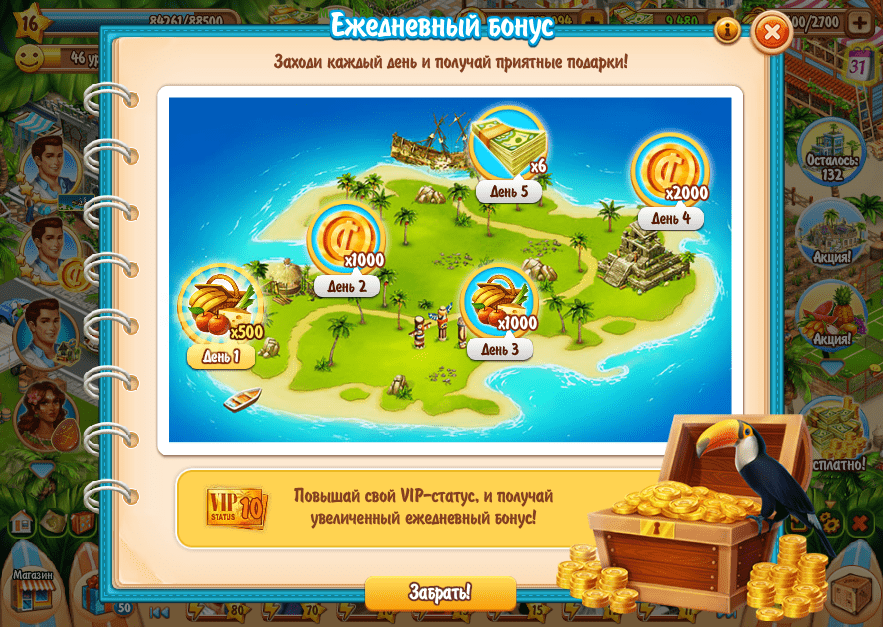 16
84261/88500
9 480
00/2700
Ежедневный бонус
i
Заходи каждый день и получай приятные подарки!
46 ур
31
x6
День 5
x2000
День 4
x1000
День 2
x1000
День 3
x500
День 1
Осталось:
132
Акция!
Акция!
сплатно!
VIP
STATUS
10
Повышай свой VIP-статус, и получай
увеличенный ежедневный бонус!
Забрать!
Магазин
50
80
70
15